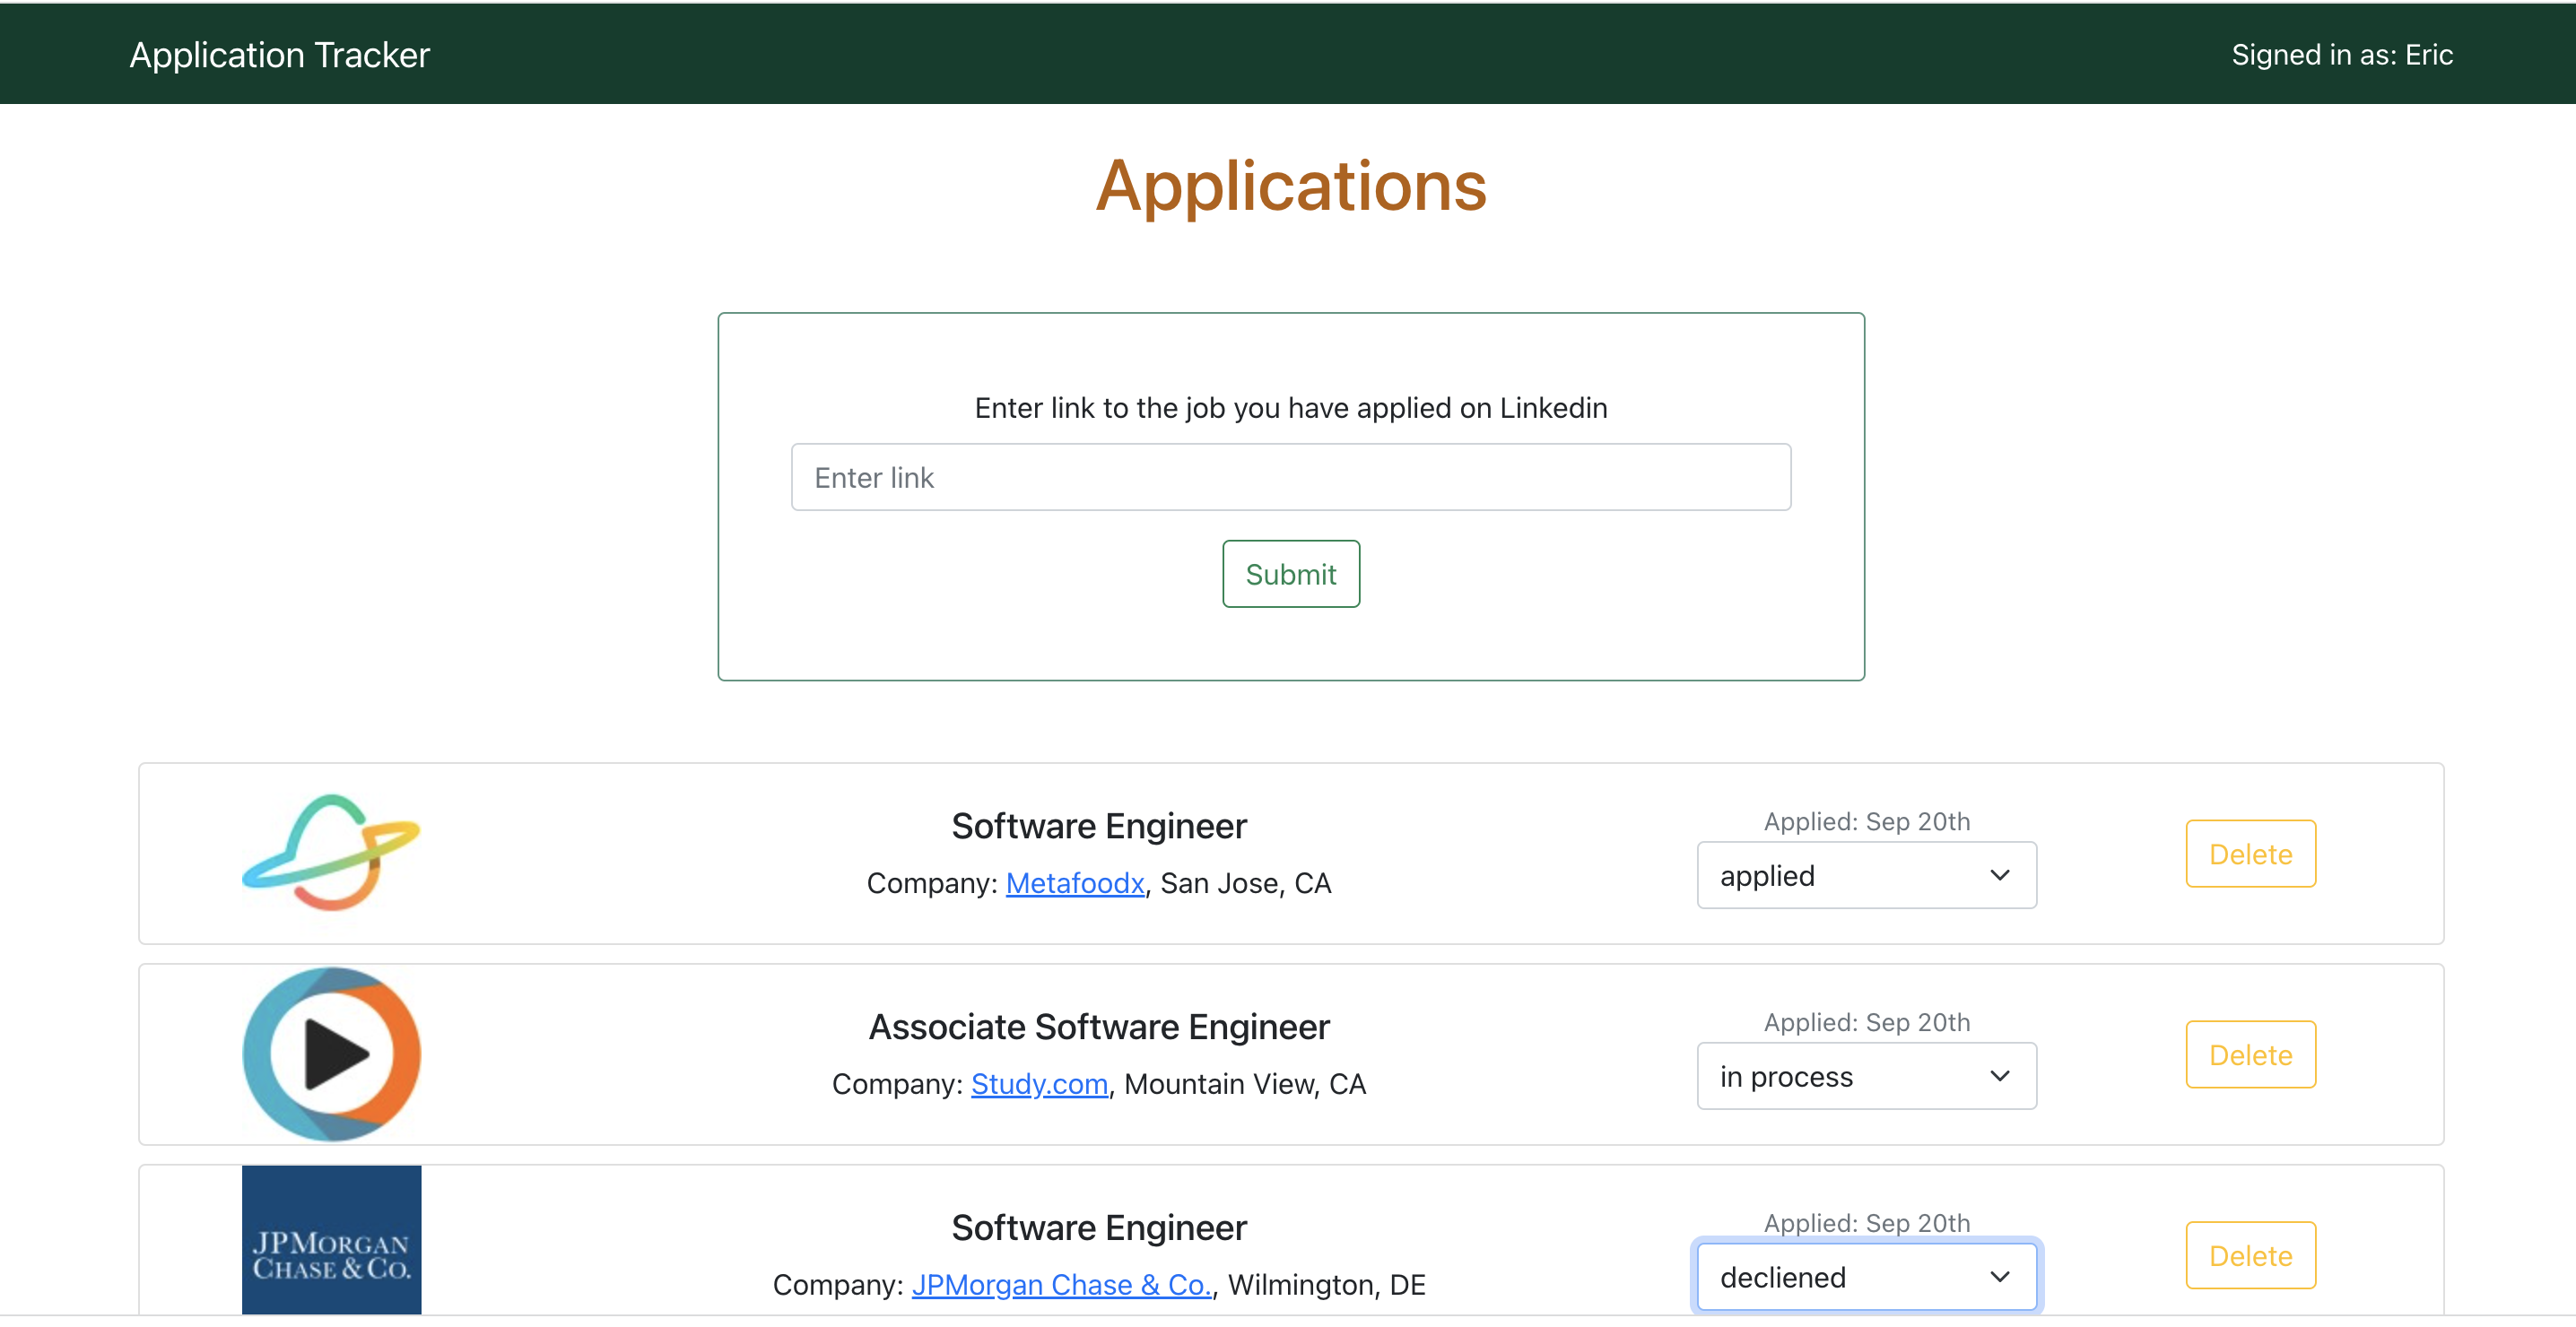 Application Tracker
Signed in as: Eric
Applications
Enter link to the job you have applied on Linkedin
Enter link
Submit
Software Engineer
Company: Metafoodx, San Jose, CA
Applied: Sep 20th
applied
Delete
Associate Software Engineer
Company: Study.com, Mountain View, CA
Applied: Sep 20th
in process
Delete
JPMORGAN
CHASE & CO.
Software Engineer
Company: JPMorgan Chase & Co., Wilmington, DE
Applied: Sep 20th
decliened
Delete